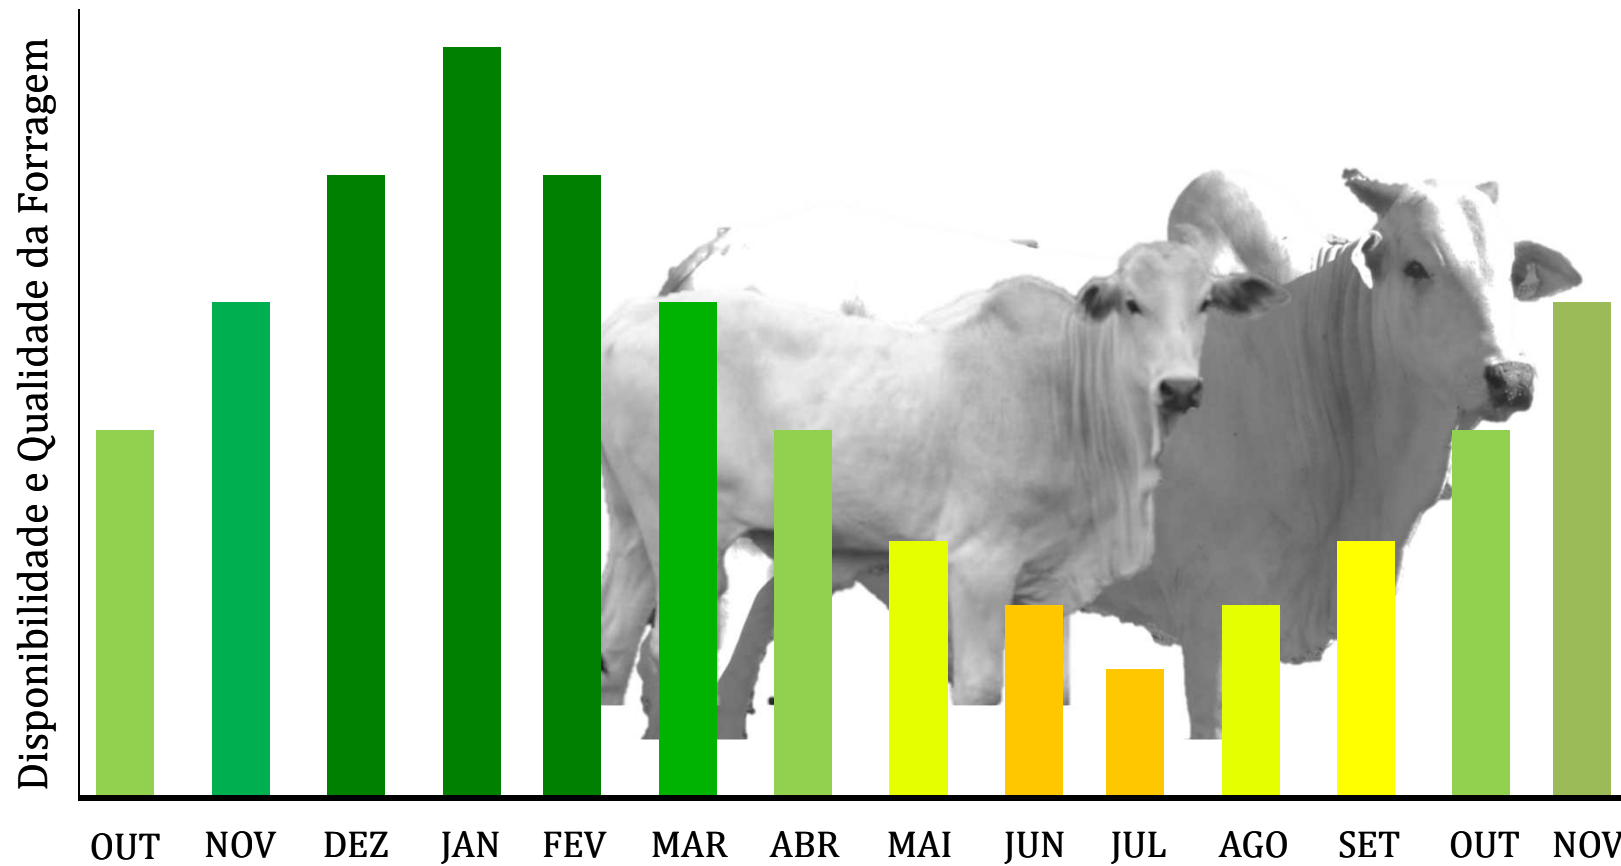 Disponibilidade e Qualidade da Forragem
OUT NOV DEZ JAN FEV MAR ABR MAI JUN JUL AGO SET OUT NOV